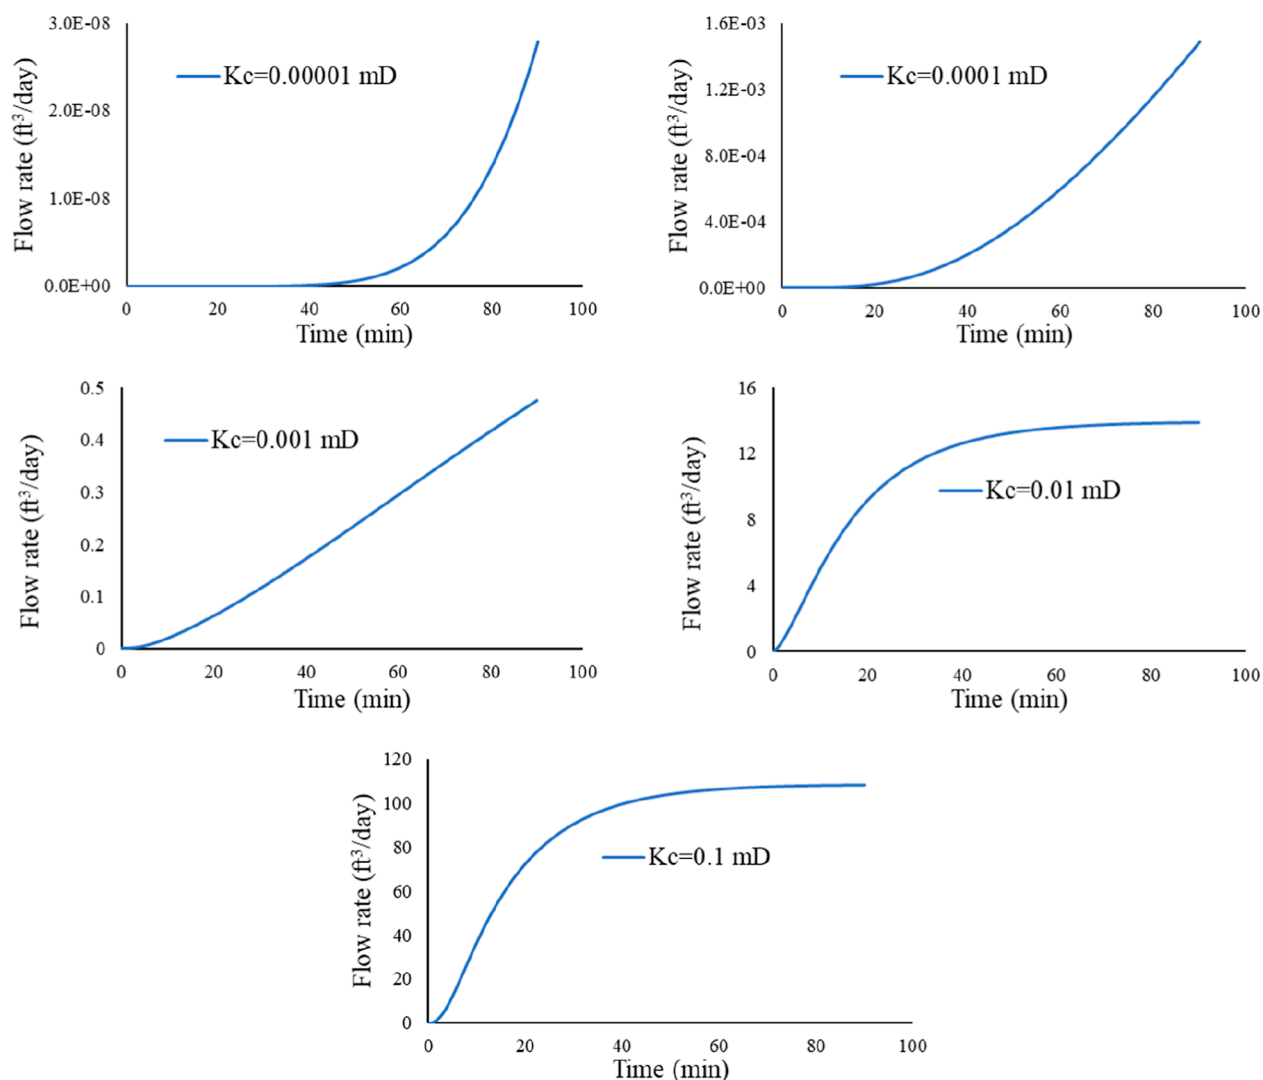 3.0E-08
2.0E-08
1.0E-08
0.0E+00
Flow rate (ft³/day)
Kc=0.00001 mD
0 20 40 60 80 100
Time (min)
1.6E-03
1.2E-03
8.0E-04
4.0E-04
0.0E+00
Flow rate (ft³/day)
Kc=0.0001 mD
0 20 40 60 80 100
Time (min)
0.5
0.4
0.3
0.2
0.1
0
Flow rate (ft³/day)
Kc=0.001 mD
0 20 40 60 80 100
Time (min)
16
12
8
4
0
Flow rate (ft³/day)
Kc=0.01 mD
0 20 40 60 80 100
Time (min)
120
100
80
60
40
20
0
Flow rate (ft³/day)
Kc=0.1 mD
0 20 40 60 80 100
Time (min)